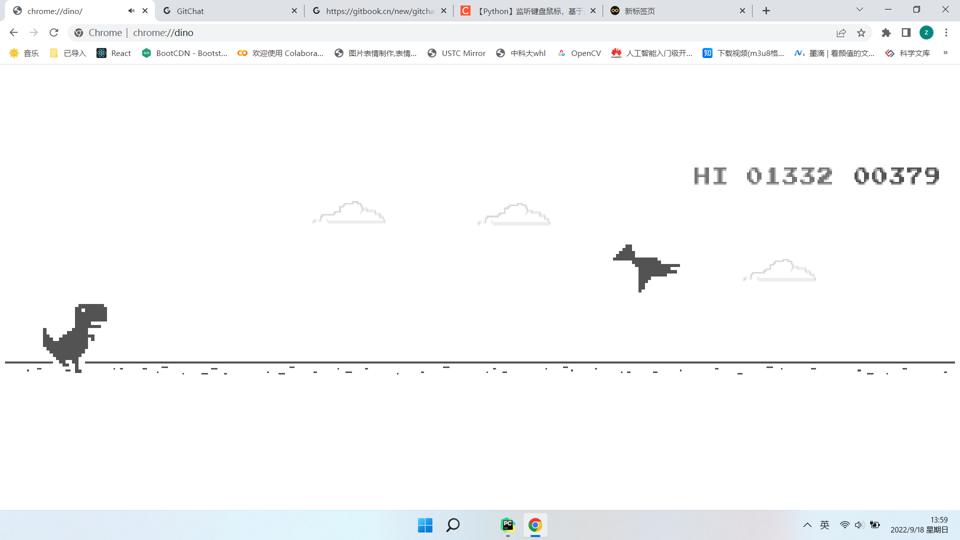 chrome://dino/
GitChat
https://gitbook.cn/new/gitcha
【Python】监听键盘鼠标，基于
新标签页
Chrome | chrome://dino
z
音乐
已导入
React
BootCDN - Bootst...
欢迎使用 Colabora...
图片表情制作,表情...
USTC Mirror
中科大whl
OpenCV
人工智能入门级开...
下载视频(m3u8格...
墨滴 | 看颜值的文...
科学文库
»
HI 01332 00379
英
13:59
2022/9/18 星期日